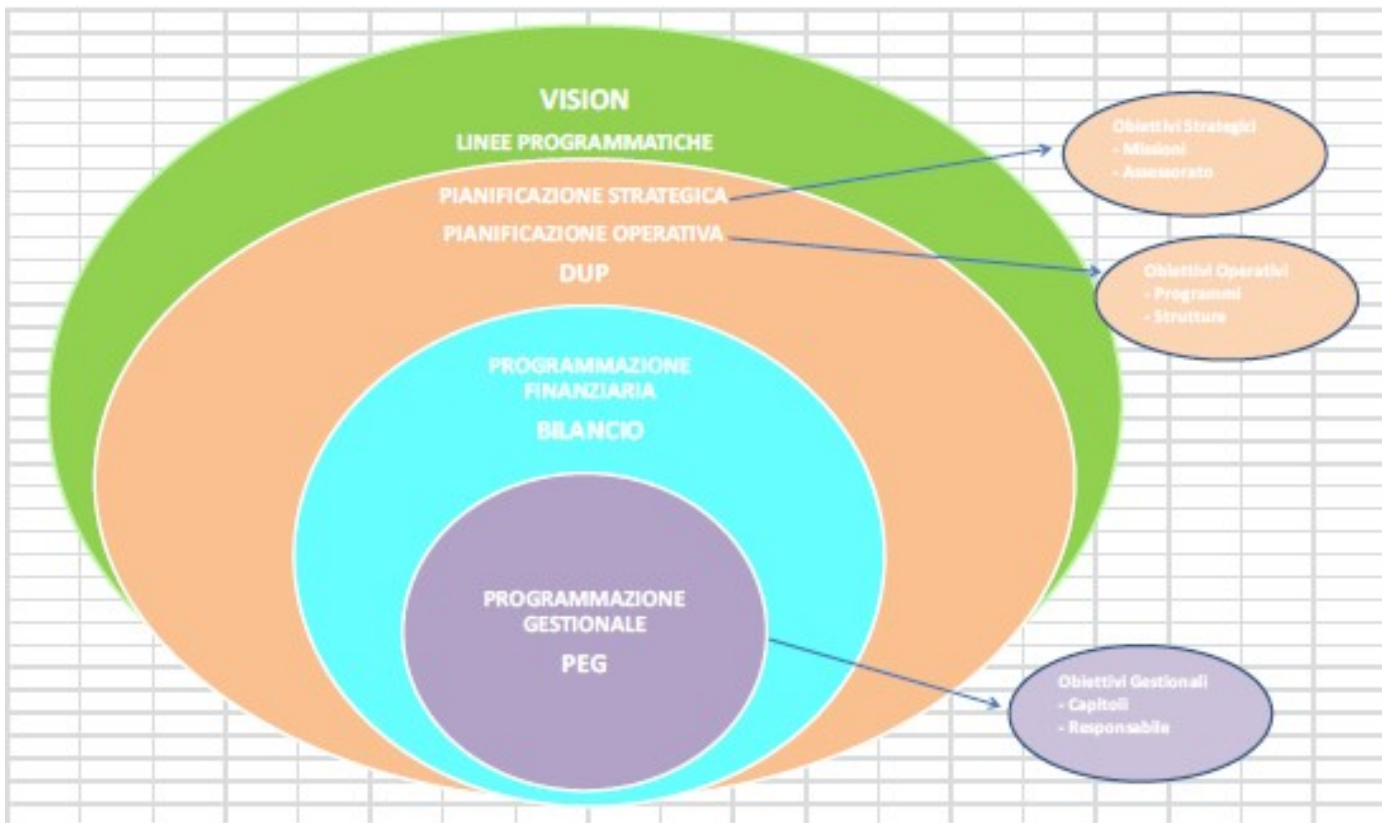 VISION
LINEE PROGRAMMATICHE
PIANIFICAZIONE STRATEGICA
PIANIFICAZIONE OPERATIVA
DUP
PROGRAMMAZIONE
FINANZIARIA
BILANCIO
PROGRAMMAZIONE
GESTIONALE
PEG
Obiettivi Strategici
- Missioni
- Assessorato
Obiettivi Operativi
- Programmi
- Strutture
Obiettivi Gestionali
- Capitoli
- Responsabile